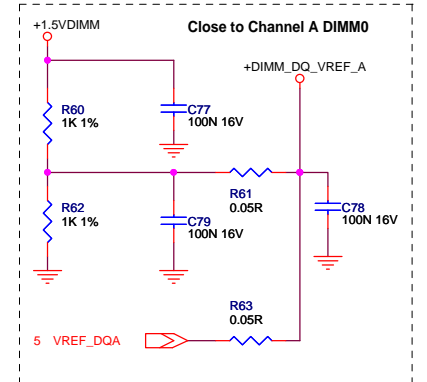 +1.5VDIMM
Close to Channel A DIMM0
+DIMM_DQ_VREF_A
R60
1K 1%
C77
100N 16V
R61
0.05R
R62
1K 1%
C79
100N 16V
C78
100N 16V
R63
0.05R
5 VREF_DQA